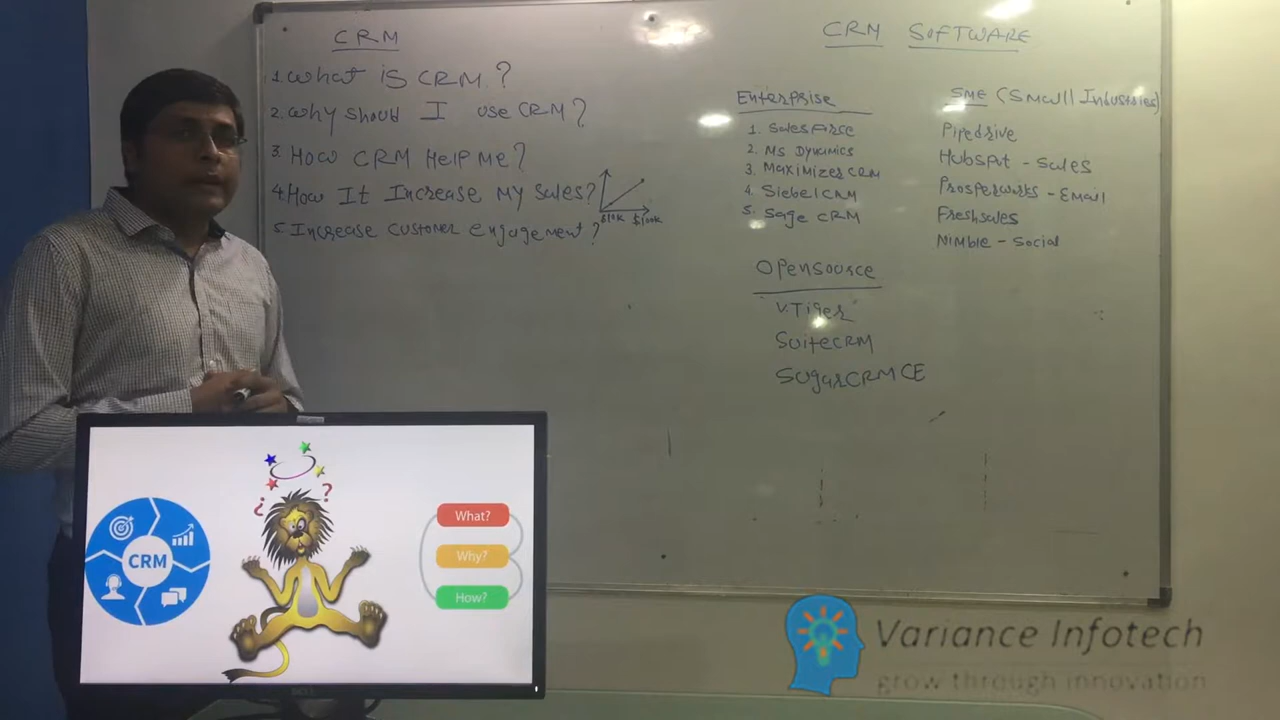 CRM
1. What is CRM?
2. Why should I use CRM?
3. How CRM Help Me?
4. How It Increase My Sales?
$10K $100K
5. Increase customer engagement?
CRM SOFTWARE
Enterprise
1. Salesforce
2. MS Dynamics
3. Maximizer CRM
4. Siebel CRM
5. Sage CRM
SME (Small Industries)
Pipedrive
Hubspot - Sales
Prosperworks - Email
Freshsales
Nimble - Social
Opensource
V.Tiger
SuiteCRM
SugarCRM CE
CRM
? ?
What?
Why?
How?
DELL
Variance Infotech
grow through innovation